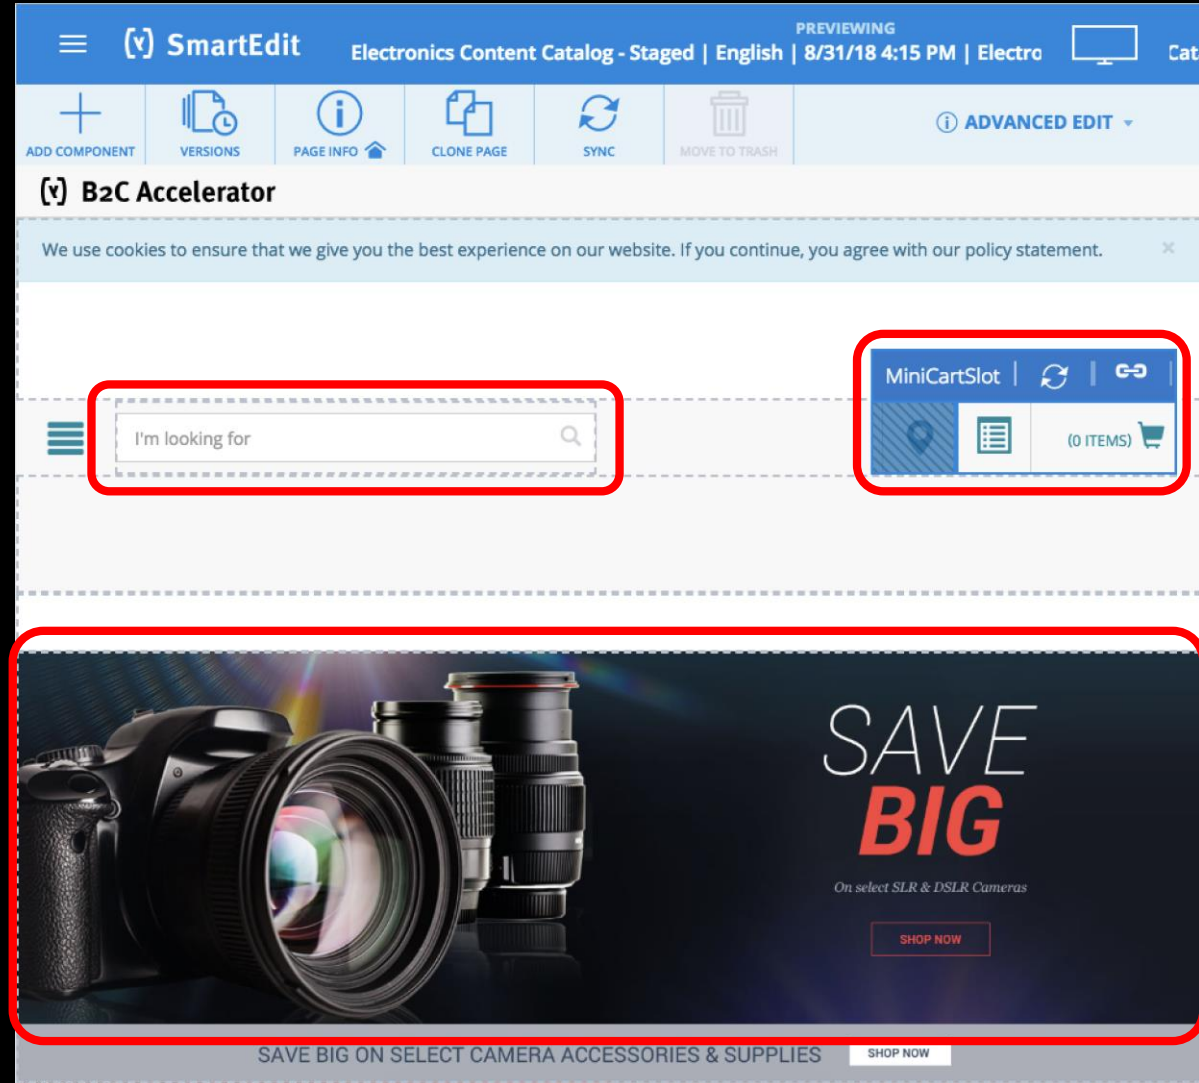 PREVIEWING
SmartEdit
Electronics Content Catalog - Staged | English | 8/31/18 4:15 PM | Electro
Cat
ADD COMPONENT
VERSIONS
PAGE INFO
CLONE PAGE
SYNC
MOVE TO TRASH
ADVANCED EDIT
B2C Accelerator
We use cookies to ensure that we give you the best experience on our website. If you continue, you agree with our policy statement.
MiniCartSlot
I'm looking for
(0 ITEMS)
SAVE
BIG
On select SLR & DSLR Cameras
SHOP NOW
SAVE BIG ON SELECT CAMERA ACCESSORIES & SUPPLIES SHOP NOW